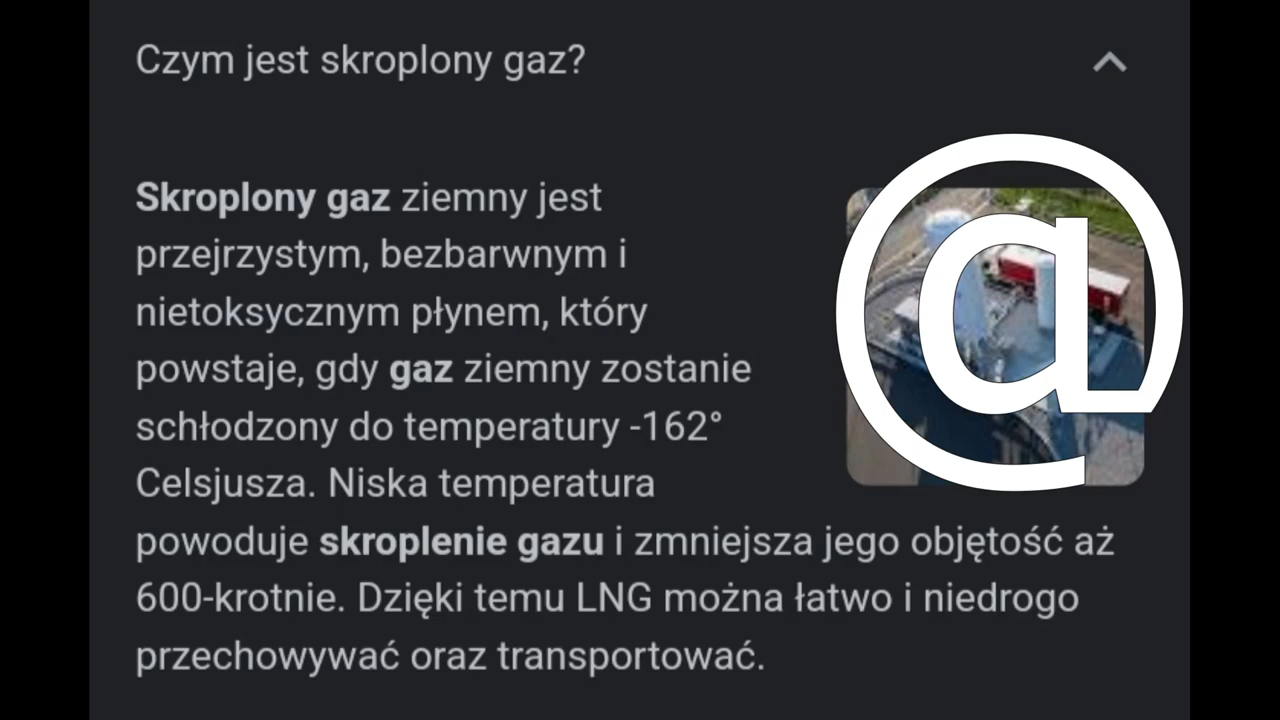 Czym jest skroplony gaz?
Skroplony gaz ziemny jest
przejrzystym, bezbarwnym i
nietoksycznym płynem, który
powstaje, gdy gaz ziemny zostanie
schłodzony do temperatury -162°
Celsjusza. Niska temperatura
powoduje skroplenie gazu i zmniejsza jego objętość aż
600-krotnie. Dzięki temu LNG można łatwo i niedrogo
przechowywać oraz transportować.
@